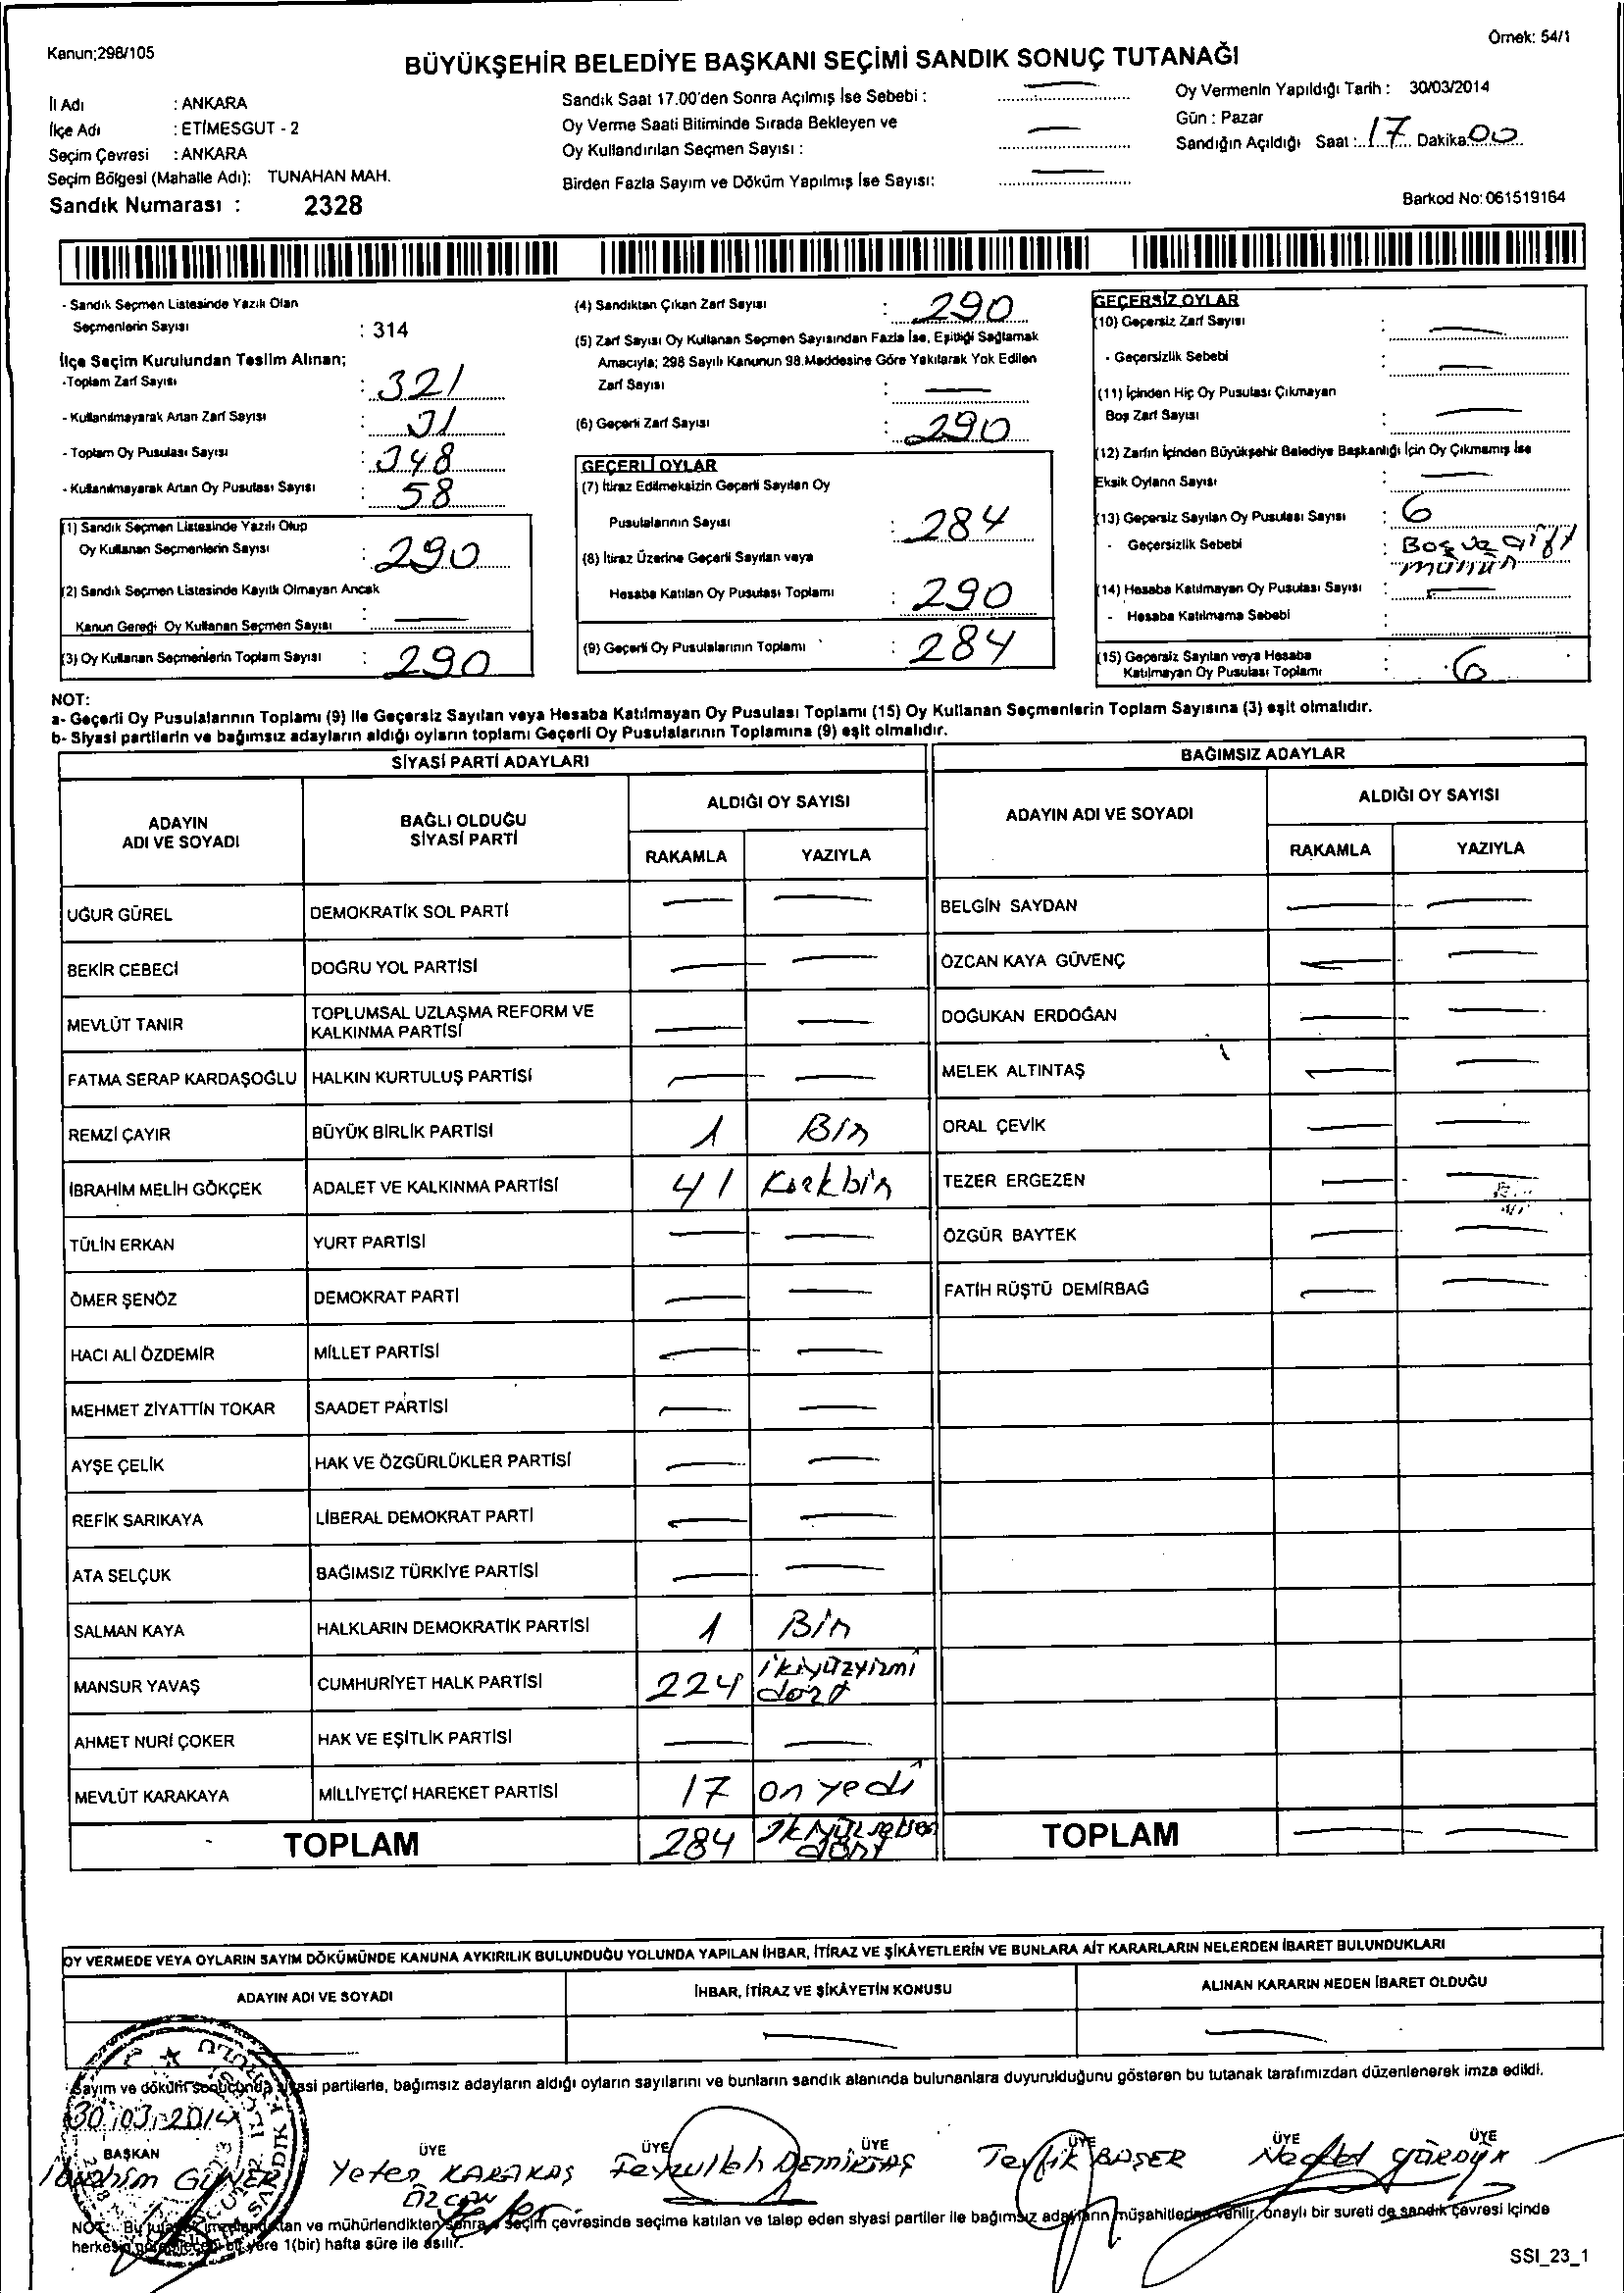 Kanun;298/105
Örnek: 54/1
BÜYÜKŞEHİR BELEDİYE BAŞKANI SEÇİMİ SANDIK SONUÇ TUTANAĞI
İl Adı : ANKARA
İlçe Adı : ETİMESGUT - 2
Seçim Çevresi : ANKARA
Seçim Bölgesi (Mahalle Adı): TUNAHAN MAH.
Sandık Numarası : 2328
Sandık Saat 17.00'den Sonra Açılmış İse Sebebi :
Oy Verme Saati Bitiminde Sırada Bekleyen ve
Oy Kullandırılan Seçmen Sayısı :
Birden Fazla Sayım ve Döküm Yapılmış İse Sayısı:
Oy Vermenin Yapıldığı Tarih : 30/03/2014
Gün : Pazar
Sandığın Açıldığı Saat : 17 Dakika: 00
Barkod No: 061519164
- Sandık Seçmen Listesinde Yazılı Olan
Seçmenlerin Sayısı : 314
İlçe Seçim Kurulundan Teslim Alınan;
-Toplam Zarf Sayısı : 321
- Kullanılmayarak Artan Zarf Sayısı : 31
- Toplam Oy Pusulası Sayısı : 348
- Kullanılmayarak Artan Oy Pusulası Sayısı : 58
(1) Sandık Seçmen Listesinde Yazılı Olup
Oy Kullanan Seçmenlerin Sayısı : 290
(2) Sandık Seçmen Listesinde Kayıtlı Olmayan Ancak
Kanun Gereği Oy Kullanan Seçmen Sayısı :
(3) Oy Kullanan Seçmenlerin Toplam Sayısı : 290
(4) Sandıktan Çıkan Zarf Sayısı : 290
(5) Zarf Sayısı Oy Kullanan Seçmen Sayısından Fazla İse, Eşitliği Sağlamak
Amacıyla; 298 Sayılı Kanunun 98.Maddesine Göre Yakılarak Yok Edilen
Zarf Sayısı :
(6) Geçerli Zarf Sayısı : 290
GEÇERLİ OYLAR
(7) İtiraz Edilmeksizin Geçerli Sayılan Oy
Pusulalarının Sayısı : 284
(8) İtiraz Üzerine Geçerli Sayılan veya
Hesaba Katılan Oy Pusulası Toplamı : 290
(9) Geçerli Oy Pusulalarının Toplamı : 284
GEÇERSİZ OYLAR
(10) Geçersiz Zarf Sayısı :
- Geçersizlik Sebebi :
(11) İçinden Hiç Oy Pusulası Çıkmayan
Boş Zarf Sayısı :
(12) Zarfın İçinden Büyükşehir Belediye Başkanlığı İçin Oy Çıkmamış İse
Eksik Oyların Sayısı :
(13) Geçersiz Sayılan Oy Pusulası Sayısı : 6
- Geçersizlik Sebebi : Boş ve çift
mühür
(14) Hesaba Katılmayan Oy Pusulası Sayısı :
- Hesaba Katılmama Sebebi :
(15) Geçersiz Sayılan veya Hesaba
Katılmayan Oy Pusulası Toplamı : 6
NOT:
a- Geçerli Oy Pusulalarının Toplamı (9) ile Geçersiz Sayılan veya Hesaba Katılmayan Oy Pusulası Toplamı (15) Oy Kullanan Seçmenlerin Toplam Sayısına (3) eşit olmalıdır.
b- Siyasi partilerin ve bağımsız adayların aldığı oyların toplamı Geçerli Oy Pusulalarının Toplamına (9) eşit olmalıdır.
SİYASİ PARTİ ADAYLARI
ADAYIN ADI VE SOYADI
BAĞLI OLDUĞU SİYASİ PARTİ
ALDIĞI OY SAYISI
RAKAMLA YAZIYLA
UĞUR GÜREL DEMOKRATİK SOL PARTİ
BEKİR CEBECİ DOĞRU YOL PARTİSİ
MEVLÜT TANIR TOPLUMSAL UZLAŞMA REFORM VE
KALKINMA PARTİSİ
FATMA SERAP KARDAŞOĞLU HALKIN KURTULUŞ PARTİSİ
REMZİ ÇAYIR BÜYÜK BİRLİK PARTİSİ 1 Bir
İBRAHİM MELİH GÖKÇEK ADALET VE KALKINMA PARTİSİ 41 Kırkbir
TÜLİN ERKAN YURT PARTİSİ
ÖMER ŞENÖZ DEMOKRAT PARTİ
HACI ALİ ÖZDEMİR MİLLET PARTİSİ
MEHMET ZİYATTİN TOKAR SAADET PARTİSİ
AYŞE ÇELİK HAK VE ÖZGÜRLÜKLER PARTİSİ
REFİK SARIKAYA LİBERAL DEMOKRAT PARTİ
ATA SELÇUK BAĞIMSIZ TÜRKİYE PARTİSİ
SALMAN KAYA HALKLARIN DEMOKRATİK PARTİSİ 1 Bir
MANSUR YAVAŞ CUMHURİYET HALK PARTİSİ 224 ikiyüzyirmi
dört
AHMET NURİ ÇOKER HAK VE EŞİTLİK PARTİSİ
MEVLÜT KARAKAYA MİLLİYETÇİ HAREKET PARTİSİ 17 on yedi
TOPLAM 284 ikiyüzseksen
dört
BAĞIMSIZ ADAYLAR
ADAYIN ADI VE SOYADI
ALDIĞI OY SAYISI
RAKAMLA YAZIYLA
BELGİN SAYDAN
ÖZCAN KAYA GÜVENÇ
DOĞUKAN ERDOĞAN
MELEK ALTINTAŞ
ORAL ÇEVİK
TEZER ERGEZEN
ÖZGÜR BAYTEK
FATİH RÜŞTÜ DEMİRBAĞ
TOPLAM
OY VERMEDE VEYA OYLARIN SAYIM DÖKÜMÜNDE KANUNA AYKIRILIK BULUNDUĞU YOLUNDA YAPILAN İHBAR, İTİRAZ VE ŞİKÂYETLERİN VE BUNLARA AİT KARARLARIN NELERDEN İBARET BULUNDUKLARI
ADAYIN ADI VE SOYADI
İHBAR, İTİRAZ VE ŞİKÂYETİN KONUSU
ALINAN KARARIN NEDEN İBARET OLDUĞU
Sayım ve döküm sonucunda siyasi partilerle, bağımsız adayların aldığı oyların sayılarını ve bunların sandık alanında bulunanlara duyurulduğunu gösteren bu tutanak tarafımızdan düzenlenerek imza edildi.
30/03/2014
BAŞKAN ÜYE ÜYE ÜYE ÜYE ÜYE ÜYE
İbrahim GÜNER Yeter KARAKAŞ Feyzullah DEMİRTAŞ Tevfik BAŞER Necdet GÖRDÜK
ÖZCAN
NOT: Bu tutanak imzalandıktan ve mühürlendikten sonra, seçim çevresinde seçime katılan ve talep eden siyasi partiler ile bağımsız adayların müşahitlerine verilir, onaylı bir sureti de sandık çevresi içinde
herkesin görebileceği bir yere 1(bir) hafta süre ile asılır.
SSI_23_1